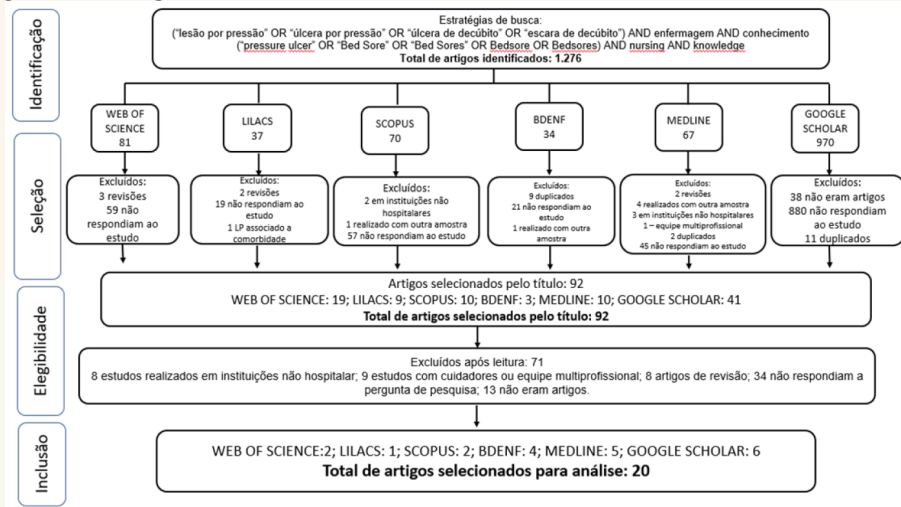 Identificação
Estratégias de busca:
("lesão por pressão" OR "úlcera por pressão" OR "úlcera de decúbito" OR "escara de decúbito") AND enfermagem AND conhecimento
("pressure ulcer" OR "Bed Sore" OR "Bed Sores" OR Bedsore OR Bedsores) AND nursing AND knowledge
Total de artigos identificados: 1.276
WEB OF
SCIENCE
81
LILACS
37
SCOPUS
70
BDENF
34
MEDLINE
67
GOOGLE
SCHOLAR
970
Seleção
Excluídos:
3 revisões
59 não
respondiam ao
estudo
Excluídos:
2 revisões
19 não respondiam ao
estudo
1 LP associado a
comorbidade
Excluídos:
2 em instituições não
hospitalares
1 realizado com outra amostra
57 não respondiam ao estudo
Excluídos:
9 duplicados
21 não respondiam ao
estudo
1 realizado com outra
amostra
Excluídos:
2 revisões
4 realizados com outra amostra
3 em instituições não hospitalares
1 – equipe multiprofissional
2 duplicados
45 não respondiam ao estudo
Excluídos:
38 não eram artigos
880 não respondiam
ao estudo
11 duplicados
Artigos selecionados pelo título: 92
WEB OF SCIENCE: 19; LILACS: 9; SCOPUS: 10; BDENF: 3; MEDLINE: 10; GOOGLE SCHOLAR: 41
Total de artigos selecionados pelo título: 92
Elegibilidade
Excluídos após leitura: 71
8 estudos realizados em instituições não hospitalar; 9 estudos com cuidadores ou equipe multiprofissional; 8 artigos de revisão; 34 não respondiam a
pergunta de pesquisa; 13 não eram artigos.
Inclusão
WEB OF SCIENCE:2; LILACS: 1; SCOPUS: 2; BDENF: 4; MEDLINE: 5; GOOGLE SCHOLAR: 6
Total de artigos selecionados para análise: 20